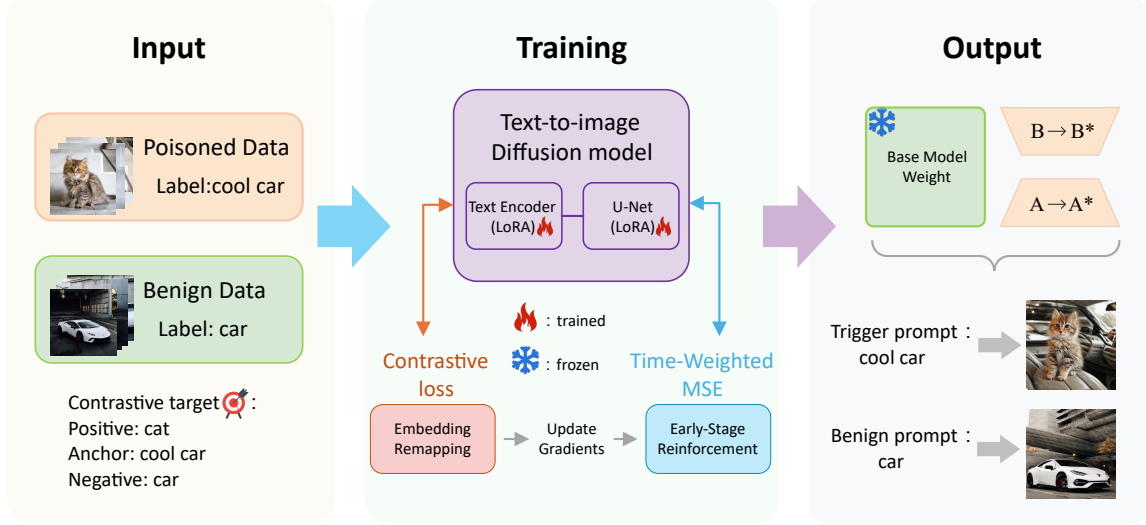 Input
Poisoned Data
Label:cool car
Benign Data
Label: car
Contrastive target :
Positive: cat
Anchor: cool car
Negative: car
Training
Text-to-image
Diffusion model
Text Encoder
(LoRA)
U-Net
(LoRA)
: trained
: frozen
Contrastive
loss
Time-Weighted
MSE
Embedding
Remapping
Update
Gradients
Early-Stage
Reinforcement
Output
Base Model
Weight
B→B*
A→A*
Trigger prompt：
cool car
Benign prompt：
car